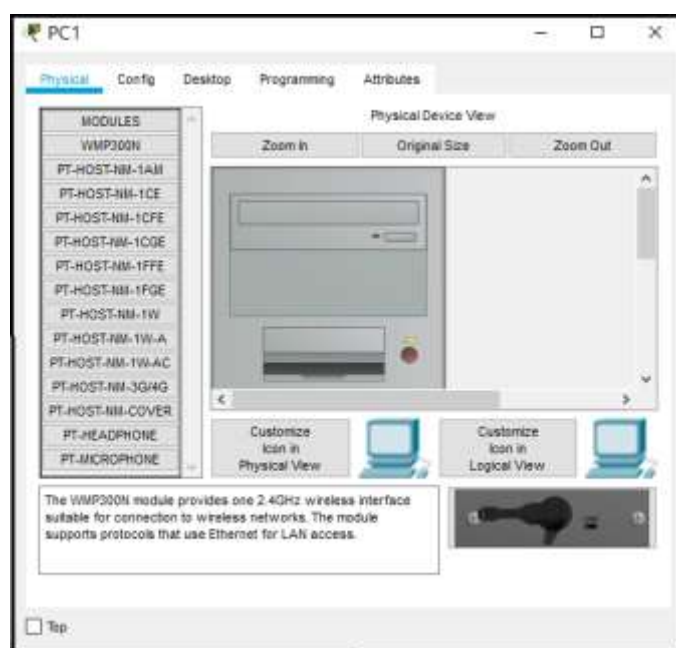 PC1
Physical Config Desktop Programming Attributes
MODULES
WMP300N
PT-HOST-NM-1AM
PT-HOST-NM-1CE
PT-HOST-NM-1CFE
PT-HOST-NM-1CGE
PT-HOST-NM-1FFE
PT-HOST-NM-1FGE
PT-HOST-NM-1W
PT-HOST-NM-1W-A
PT-HOST-NM-1W-AC
PT-HOST-NM-3G/4G
PT-HOST-NM-COVER
PT-HEADPHONE
PT-MICROPHONE
Physical Device View
Zoom In Original Size Zoom Out
Customize
Icon in
Physical View
Customize
Icon in
Logical View
The WMP300N module provides one 2.4GHz wireless interface
suitable for connection to wireless networks. The module
supports protocols that use Ethernet for LAN access.
Top